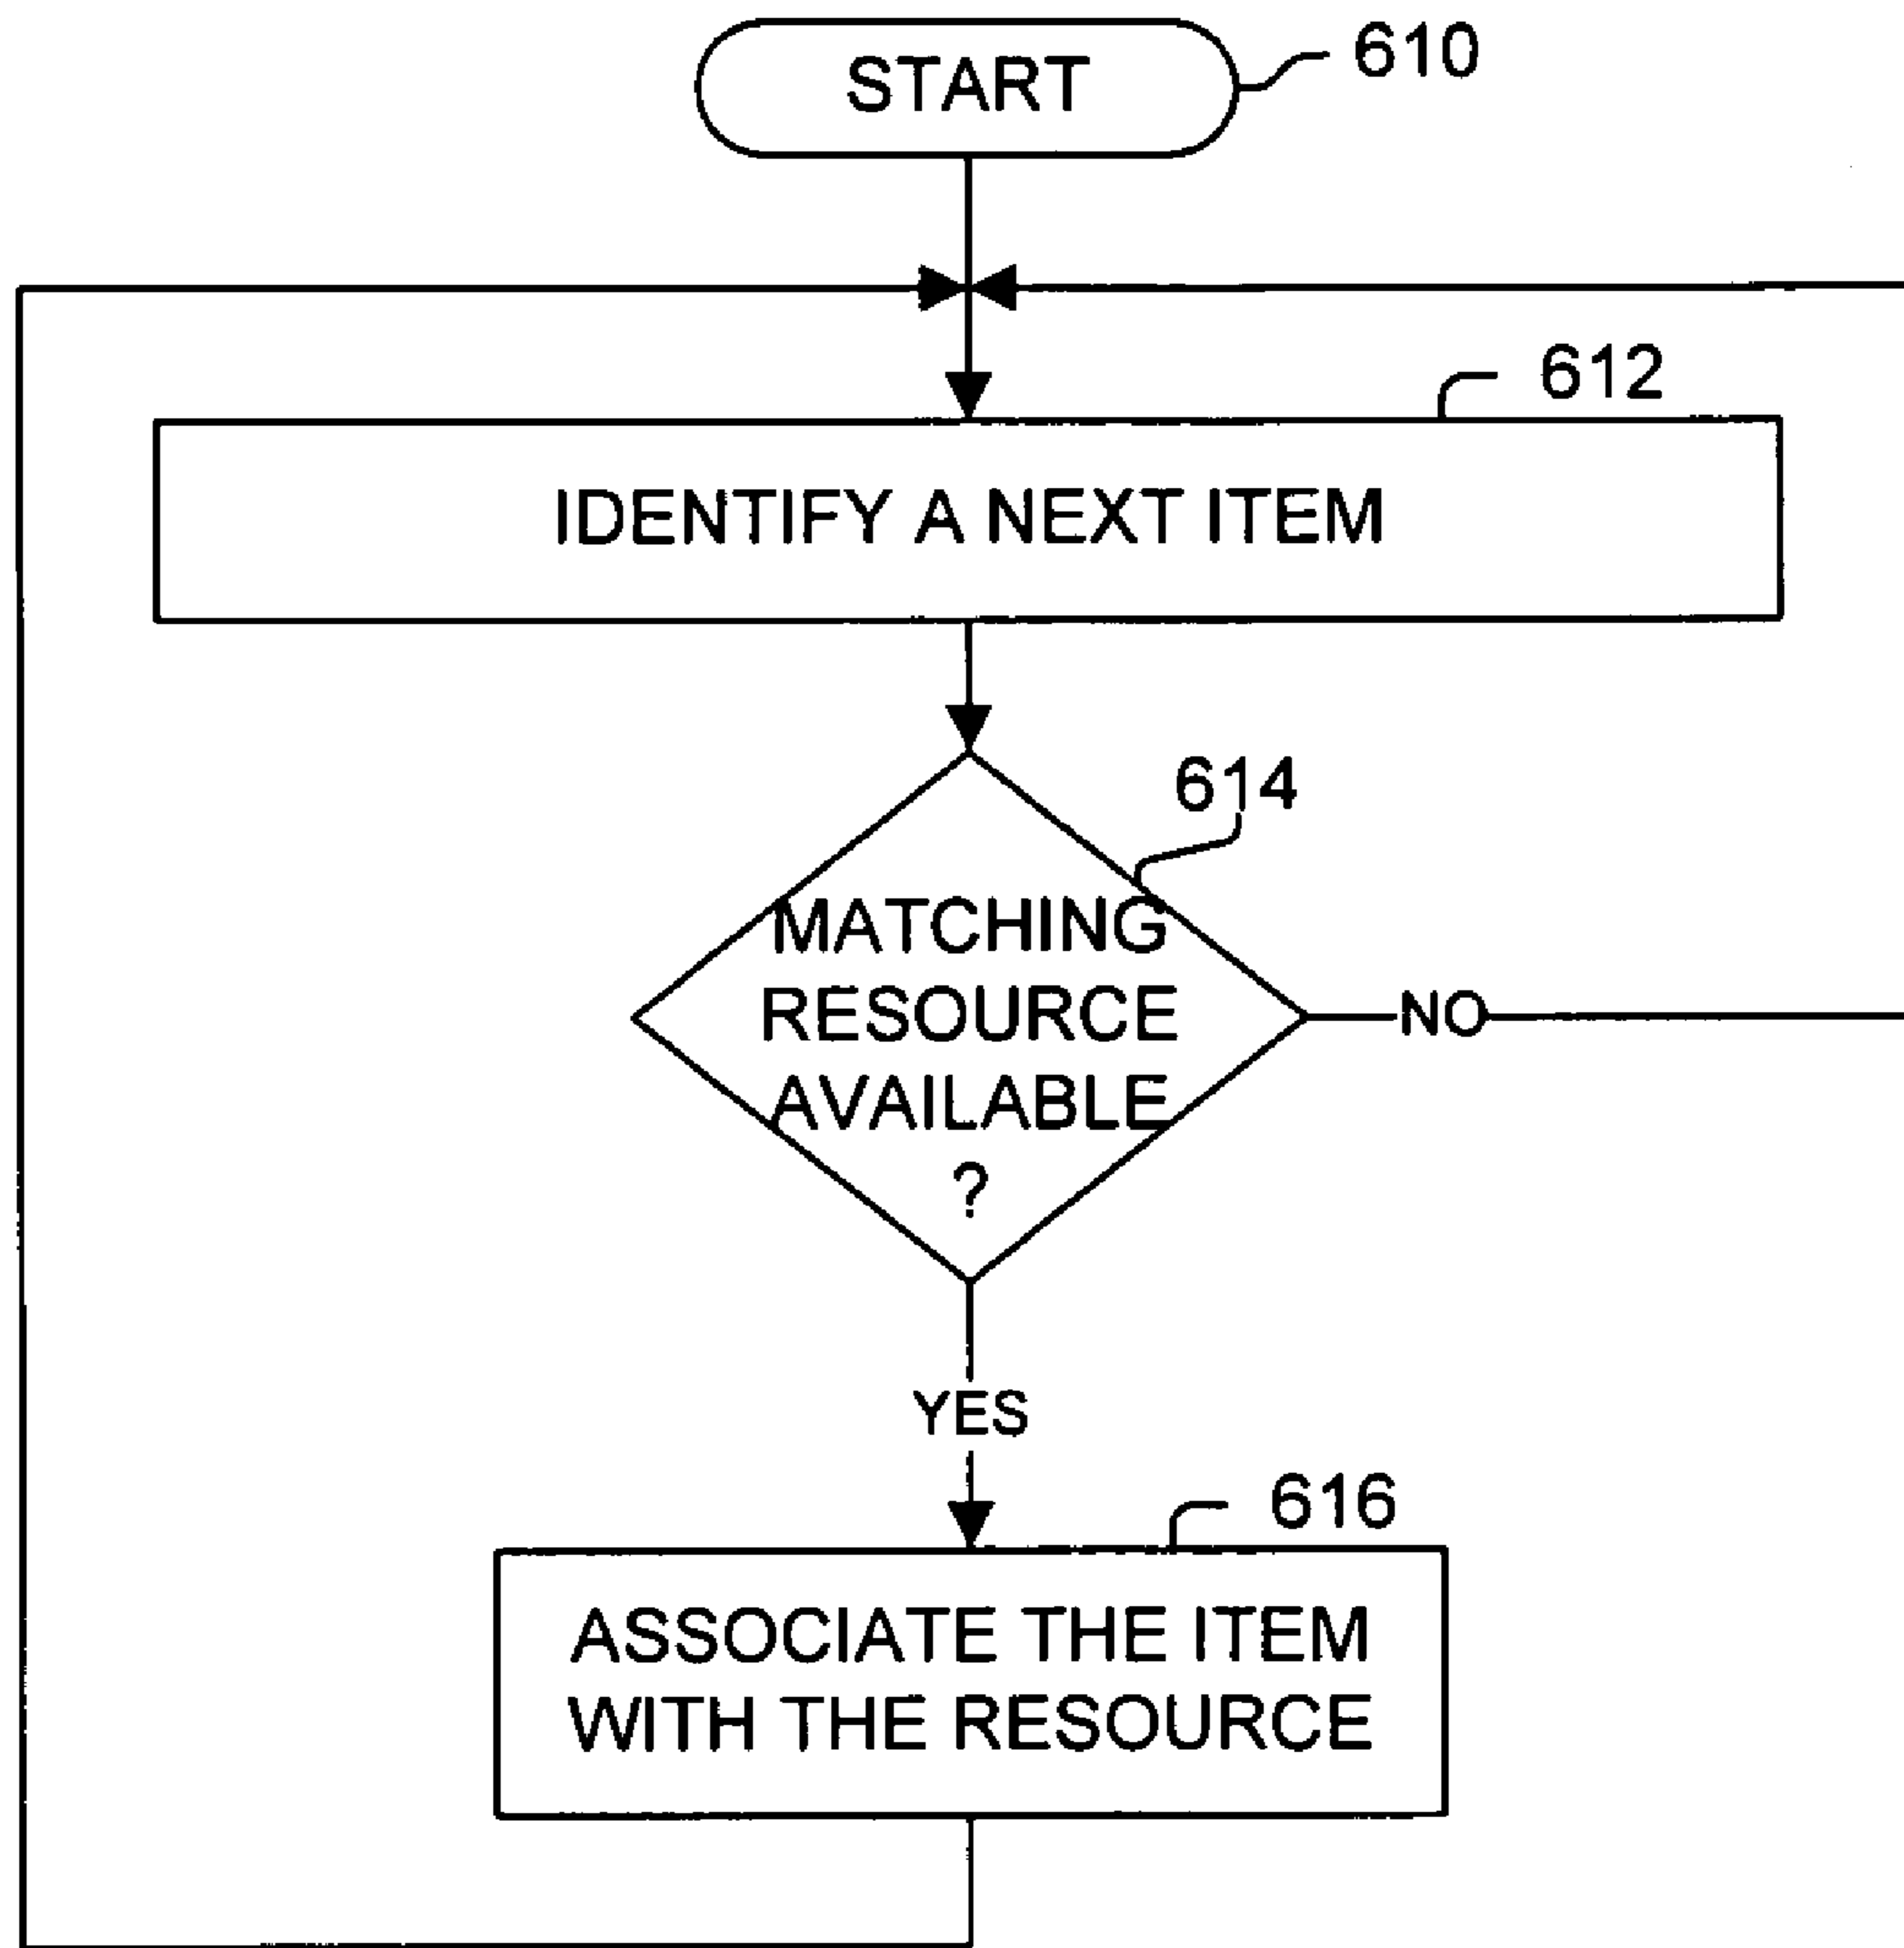 START
610
612
IDENTIFY A NEXT ITEM
614
MATCHING
RESOURCE
AVAILABLE
?
NO
YES
616
ASSOCIATE THE ITEM
WITH THE RESOURCE